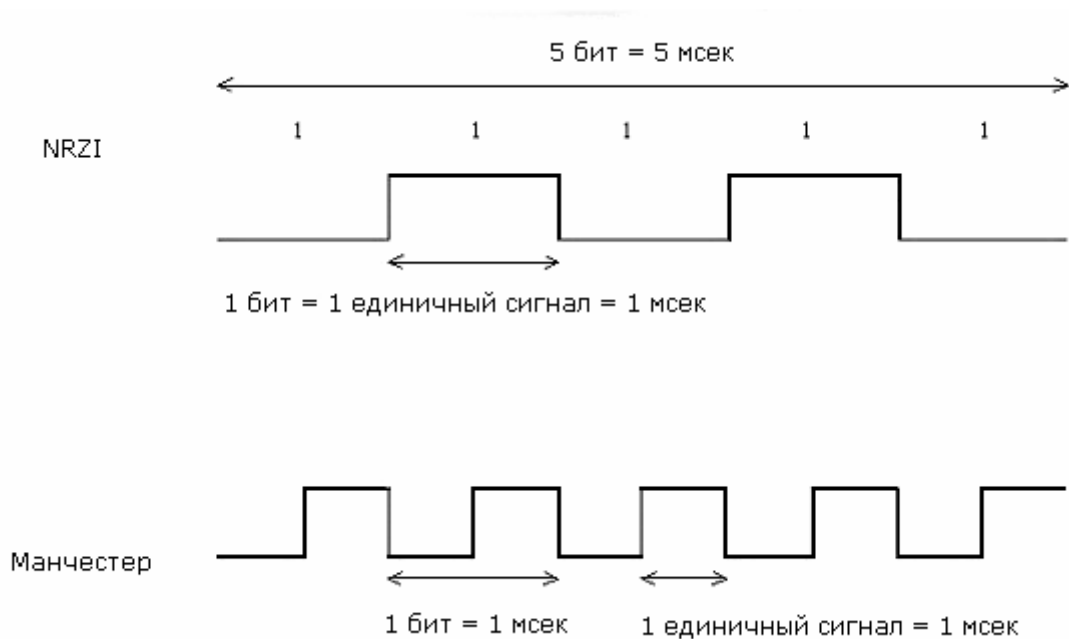 5 бит = 5 мсек
1 1 1 1 1
NRZI
1 бит = 1 единичный сигнал = 1 мсек
Манчестер
1 бит = 1 мсек 1 единичный сигнал = 1 мсек